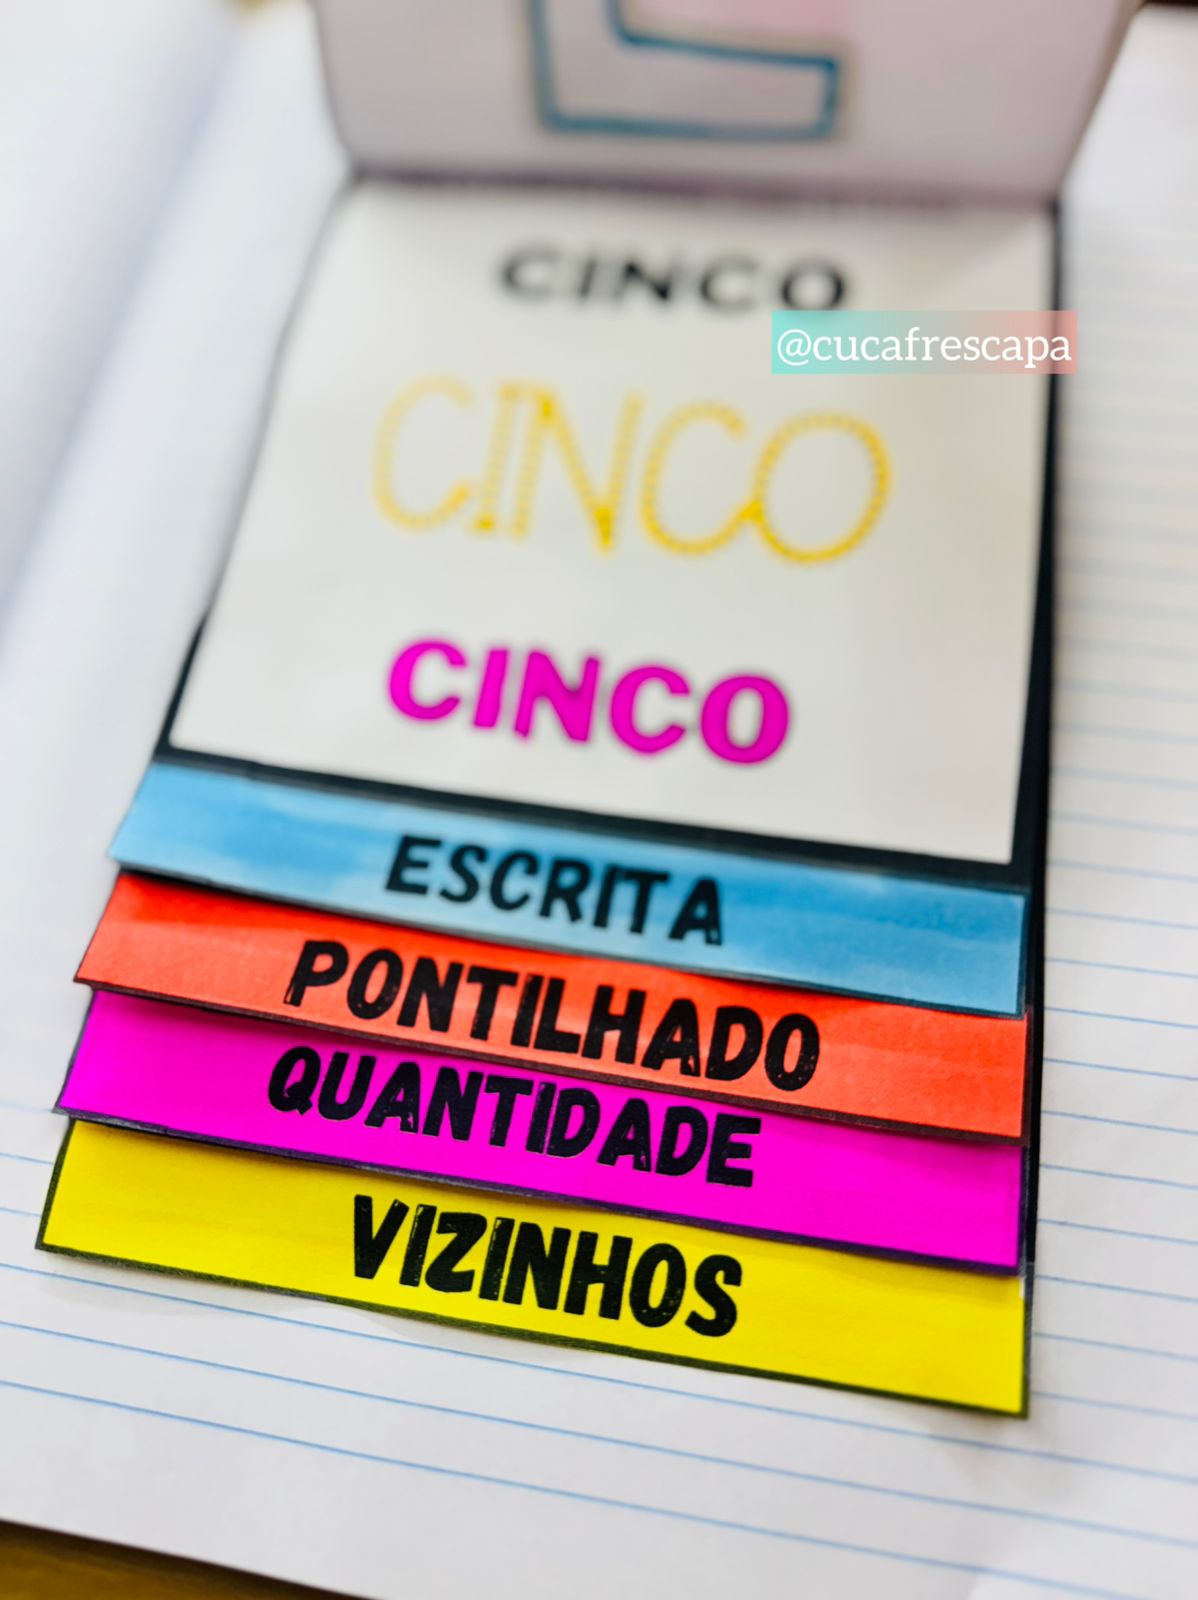 CINCO
@cucafrescapa
CINCO
CINCO
ESCRITA
PONTILHADO
QUANTIDADE
VIZINHOS